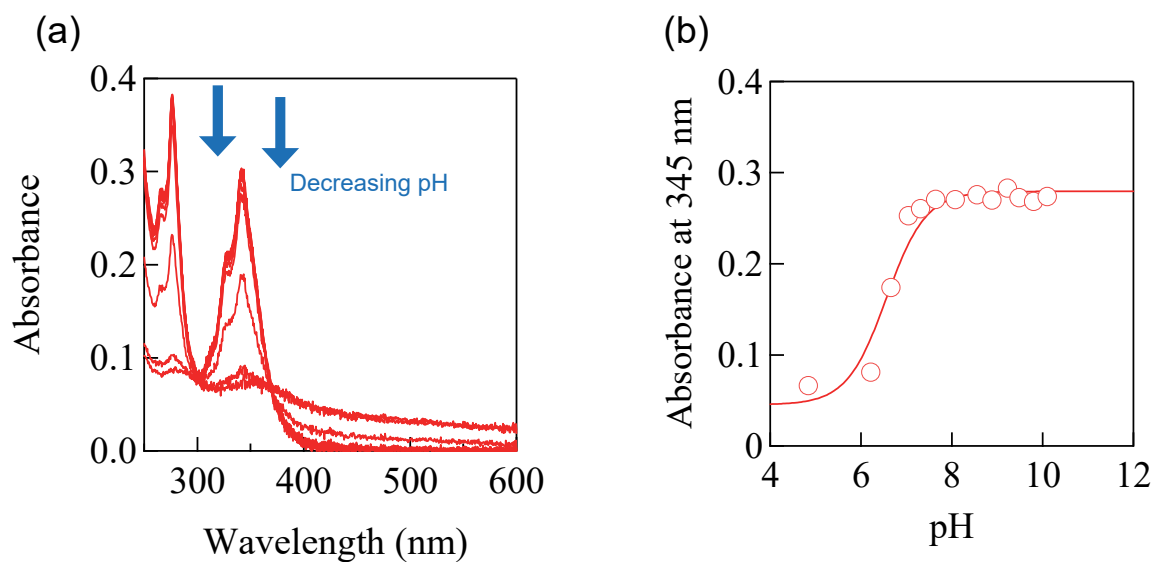 (a)
Absorbance
0.4
0.3
0.2
0.1
0.0
Decreasing pH
300
400
500
600
Wavelength (nm)
(b)
Absorbance at 345 nm
0.4
0.3
0.2
0.1
0
4
6
8
10
12
pH